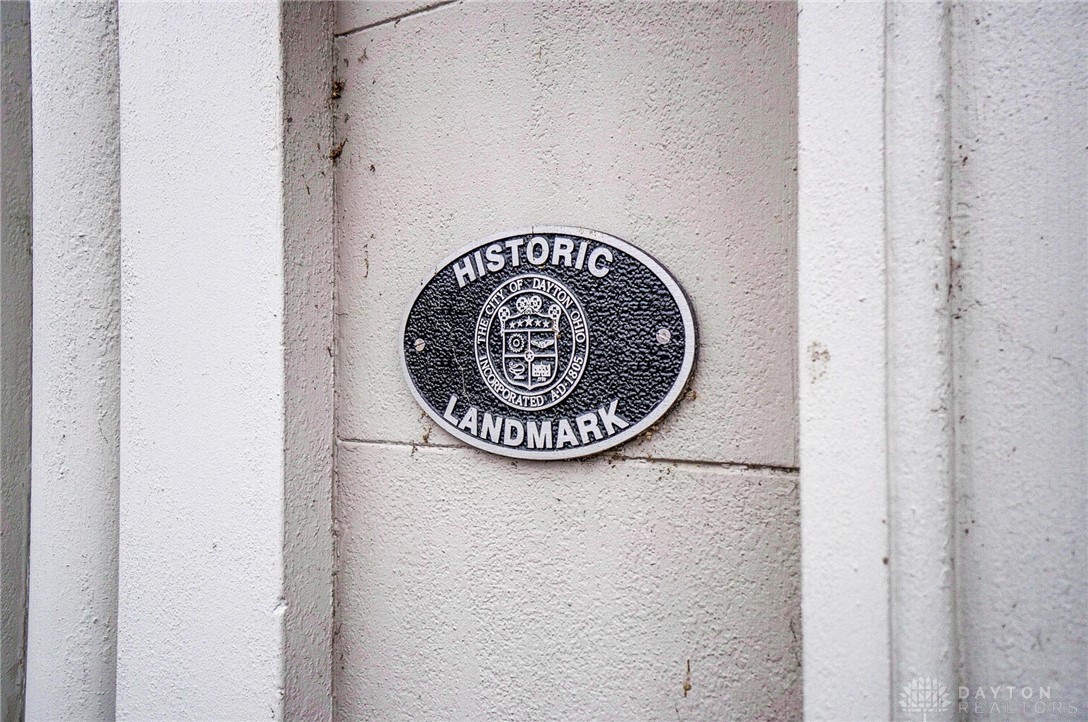 HISTORIC
THE CITY OF DAYTON, OHIO
INCORPORATED A·D·1805
LANDMARK
DAYTON
REALTORS